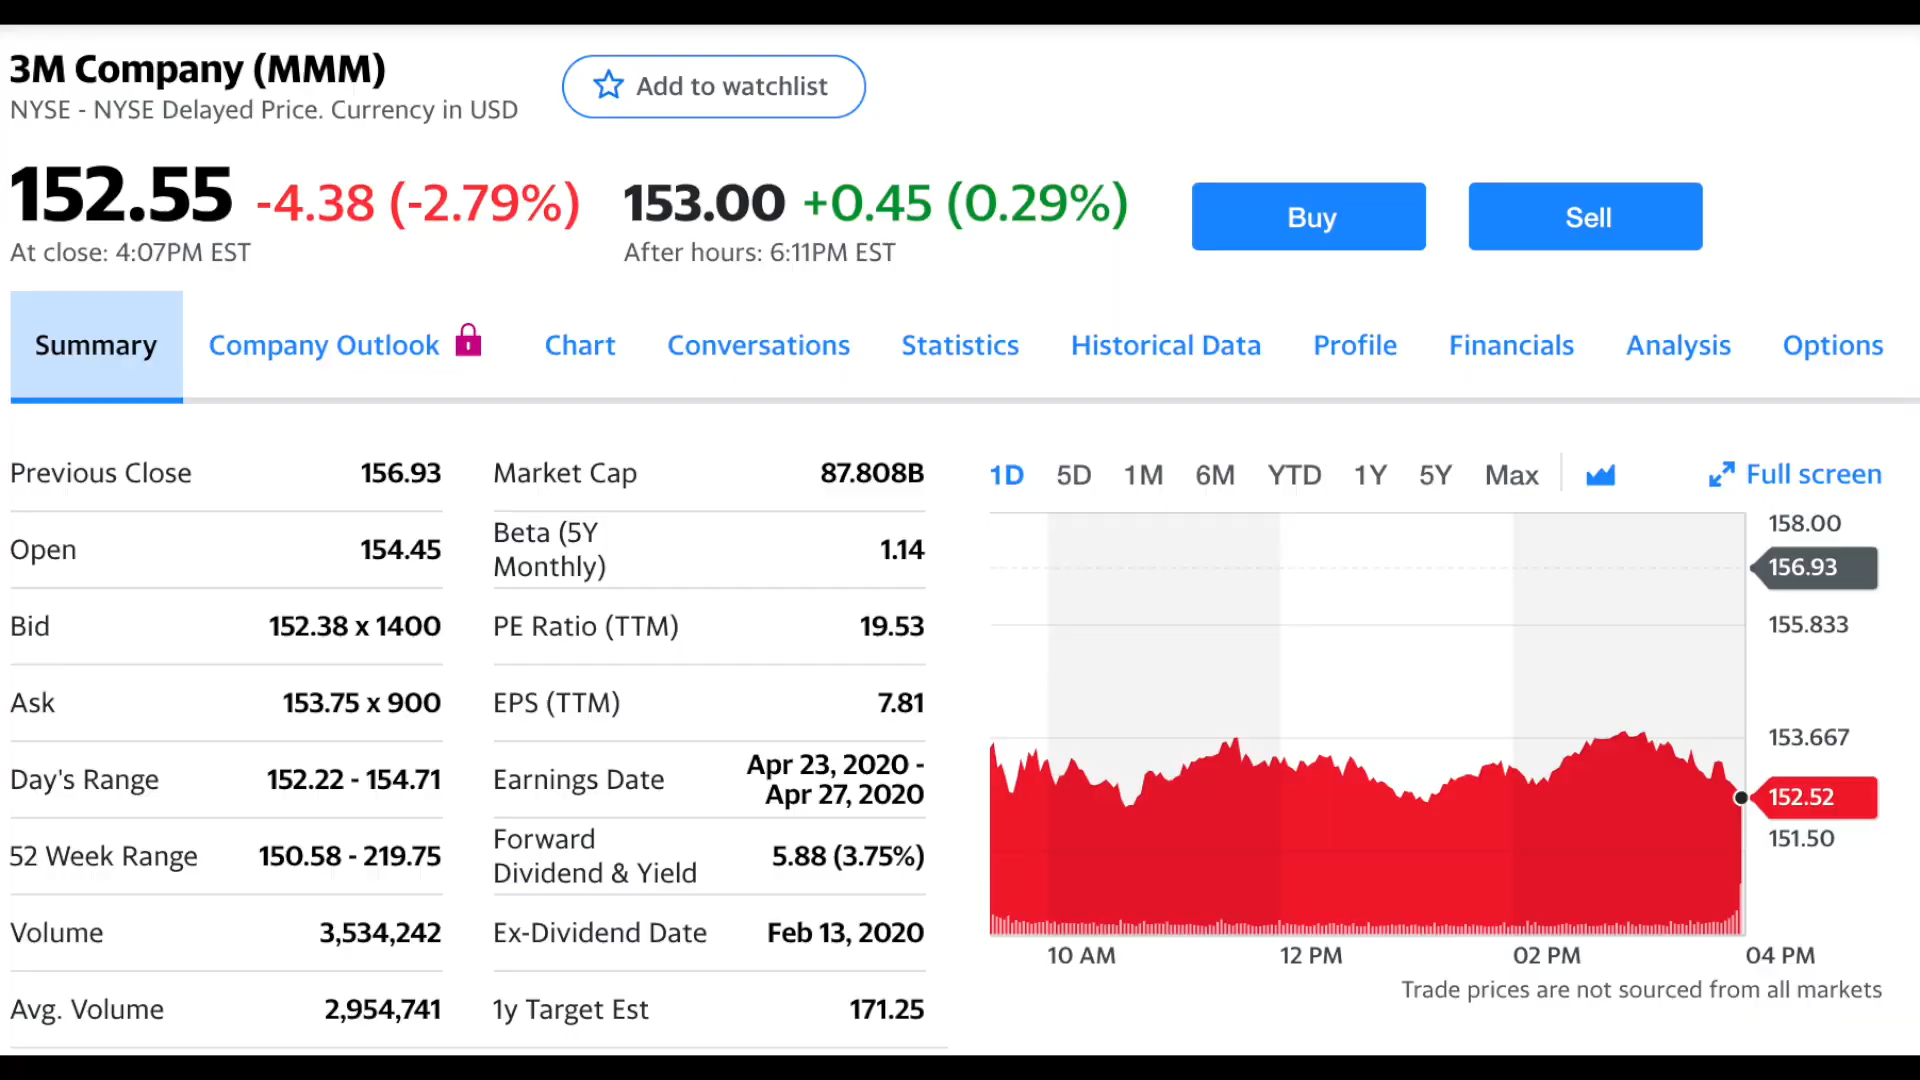 3M Company (MMM)
NYSE - NYSE Delayed Price. Currency in USD
Add to watchlist
152.55 -4.38 (-2.79%)
At close: 4:07PM EST
153.00 +0.45 (0.29%)
After hours: 6:11PM EST
Buy
Sell
Summary
Company Outlook
Chart
Conversations
Statistics
Historical Data
Profile
Financials
Analysis
Options
Previous Close 156.93
Open 154.45
Bid 152.38 x 1400
Ask 153.75 x 900
Day's Range 152.22 - 154.71
52 Week Range 150.58 - 219.75
Volume 3,534,242
Avg. Volume 2,954,741
Market Cap 87.808B
Beta (5Y
Monthly) 1.14
PE Ratio (TTM) 19.53
EPS (TTM) 7.81
Earnings Date Apr 23, 2020 -
Apr 27, 2020
Forward
Dividend & Yield 5.88 (3.75%)
Ex-Dividend Date Feb 13, 2020
1y Target Est 171.25
1D 5D 1M 6M YTD 1Y 5Y Max
Full screen
158.00
156.93
155.833
153.667
152.52
151.50
10 AM 12 PM 02 PM 04 PM
Trade prices are not sourced from all markets